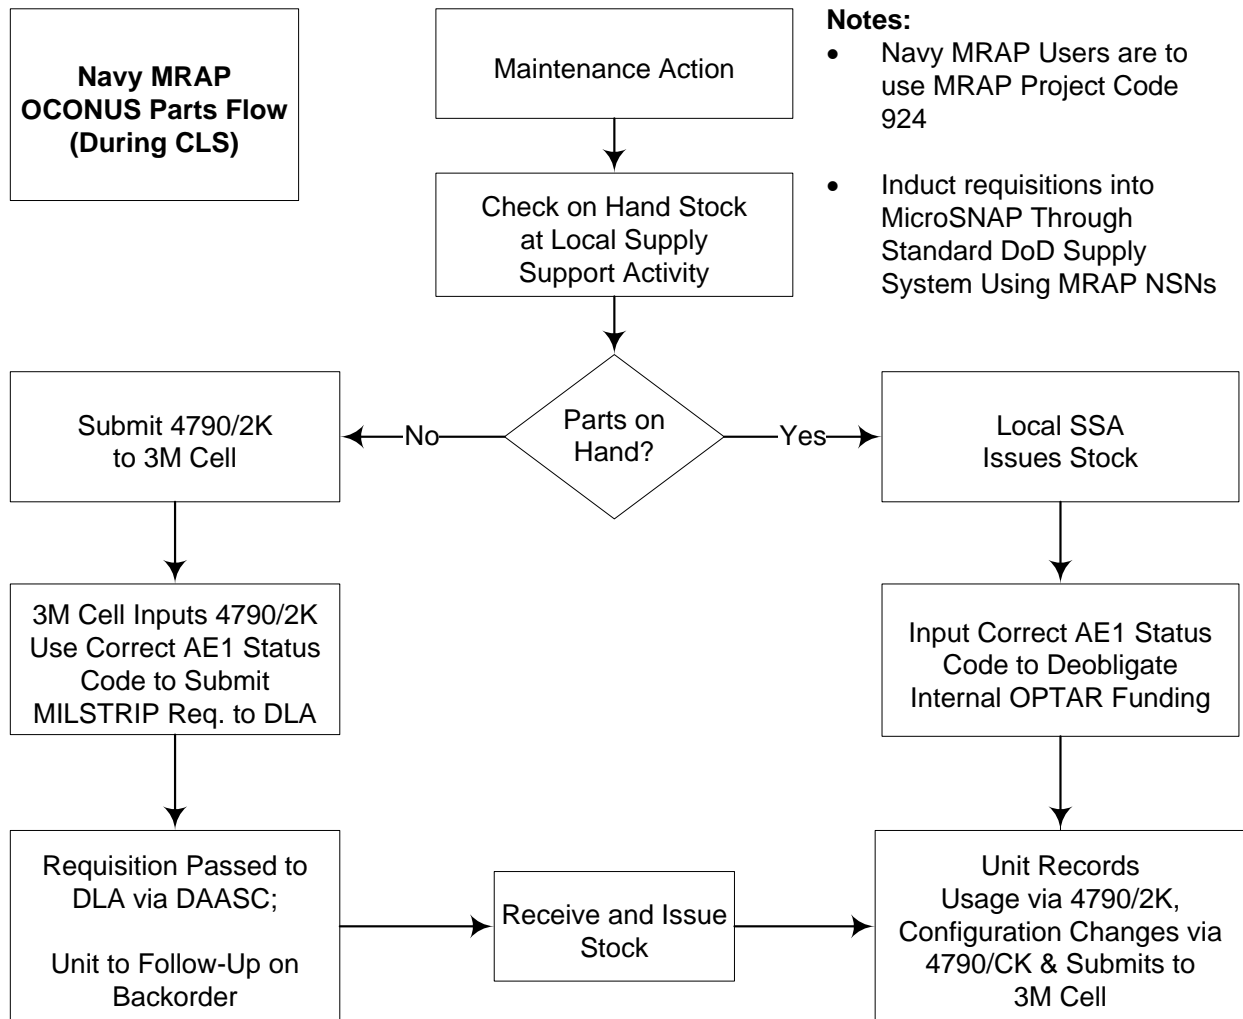 Navy MRAP
OCONUS Parts Flow
(During CLS)
Maintenance Action
Notes:
• Navy MRAP Users are to
use MRAP Project Code
924
• Induct requisitions into
MicroSNAP Through
Standard DoD Supply
System Using MRAP NSNs
Check on Hand Stock
at Local Supply
Support Activity
Parts on
Hand?
No
Yes
Submit 4790/2K
to 3M Cell
Local SSA
Issues Stock
3M Cell Inputs 4790/2K
Use Correct AE1 Status
Code to Submit
MILSTRIP Req. to DLA
Input Correct AE1 Status
Code to Deobligate
Internal OPTAR Funding
Requisition Passed to
DLA via DAASC;
Unit to Follow-Up on
Backorder
Receive and Issue
Stock
Unit Records
Usage via 4790/2K,
Configuration Changes via
4790/CK & Submits to
3M Cell